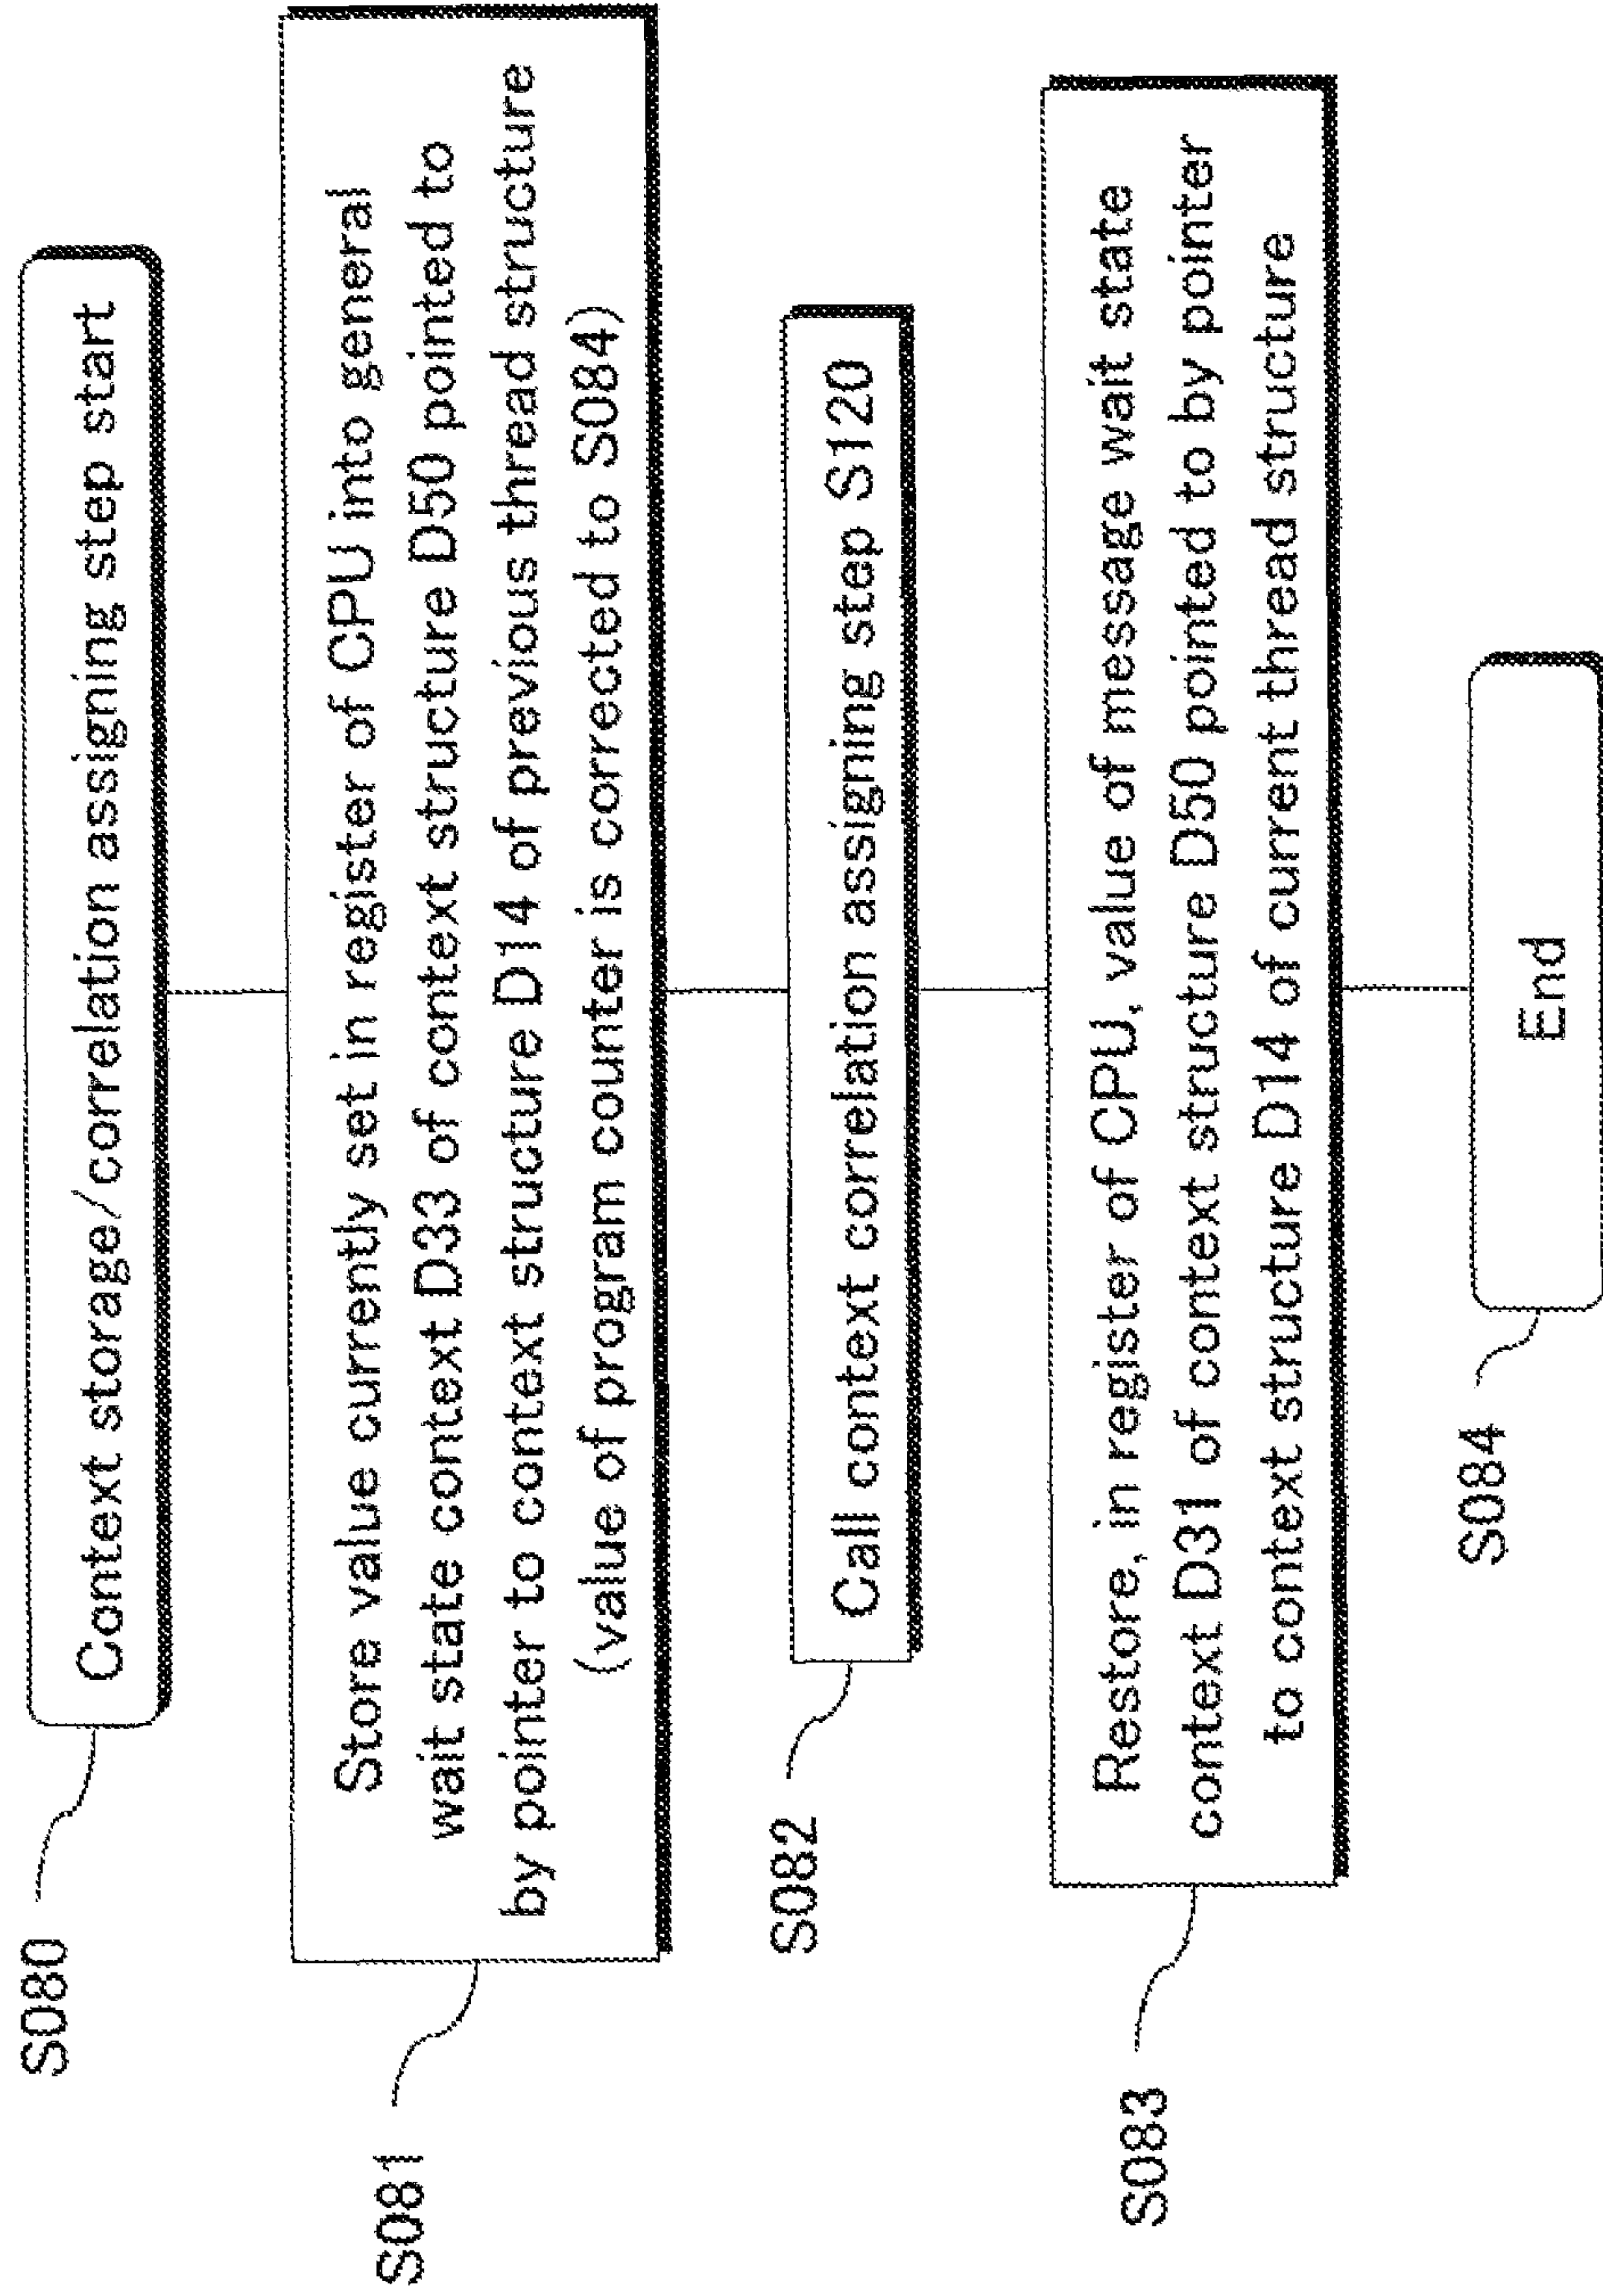 S080
Context storage/correlation assigning step start
S081
Store value currently set in register of CPU into general
wait state context D33 of context structure D50 pointed to
by pointer to context structure D14 of previous thread structure
(value of program counter is corrected to S084)
S082
Call context correlation assigning step S120
S083
Restore, in register of CPU, value of message wait state
context D31 of context structure D50 pointed to by pointer
to context structure D14 of current thread structure
S084
End